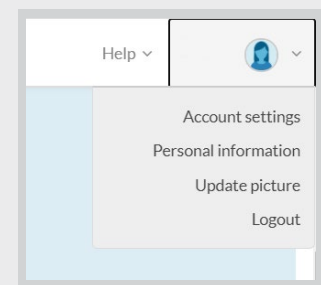 Help
Account settings
Personal information
Update picture
Logout